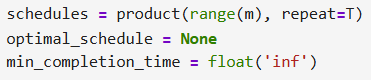 schedules = product(range(m), repeat=T)
optimal_schedule = None
min_completion_time = float('inf')